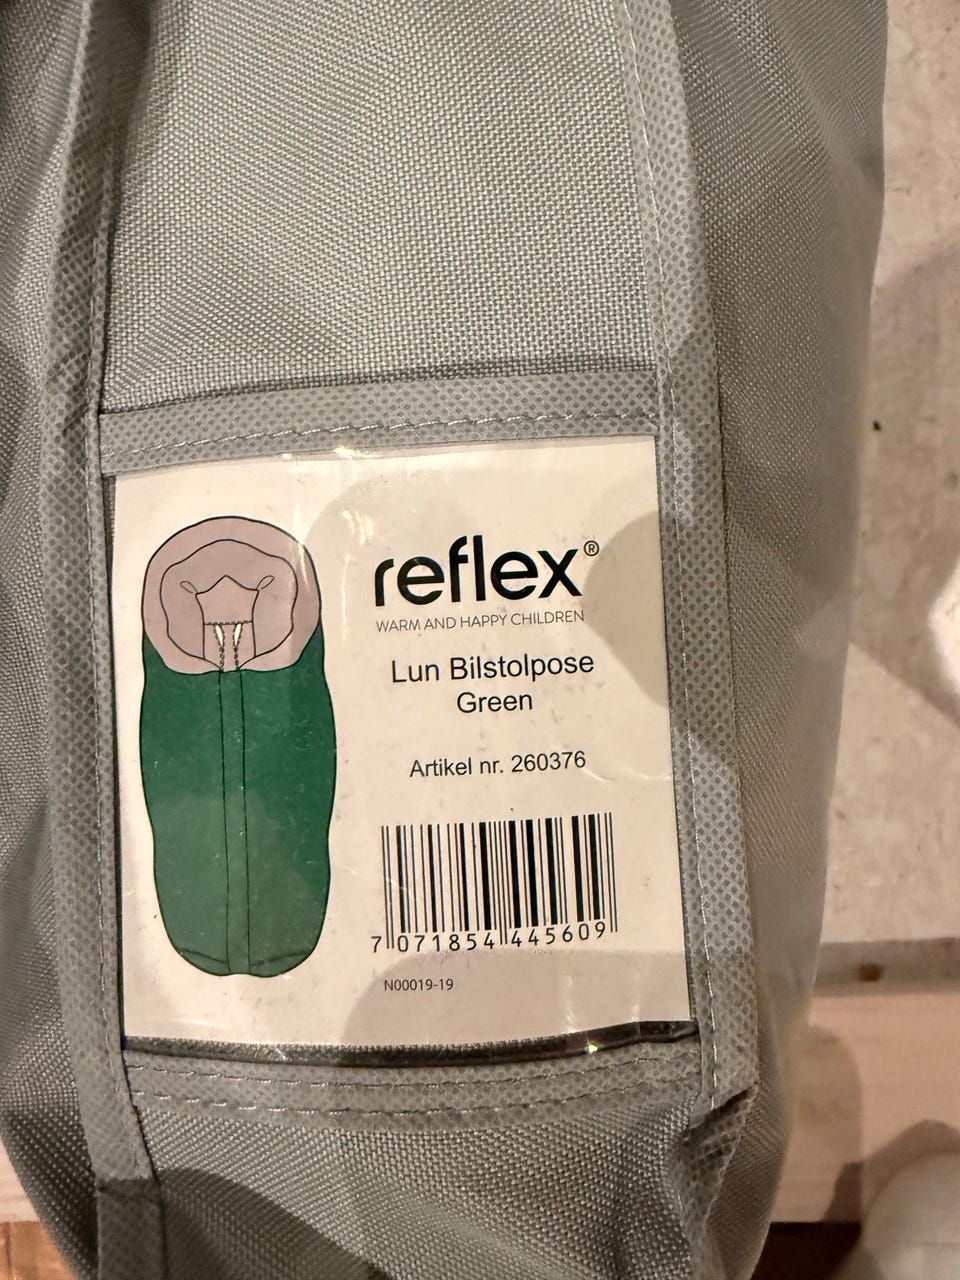 reflex®
WARM AND HAPPY CHILDREN
Lun Bilstolpose
Green
Artikel nr. 260376
7 071854 445609
N00019-19